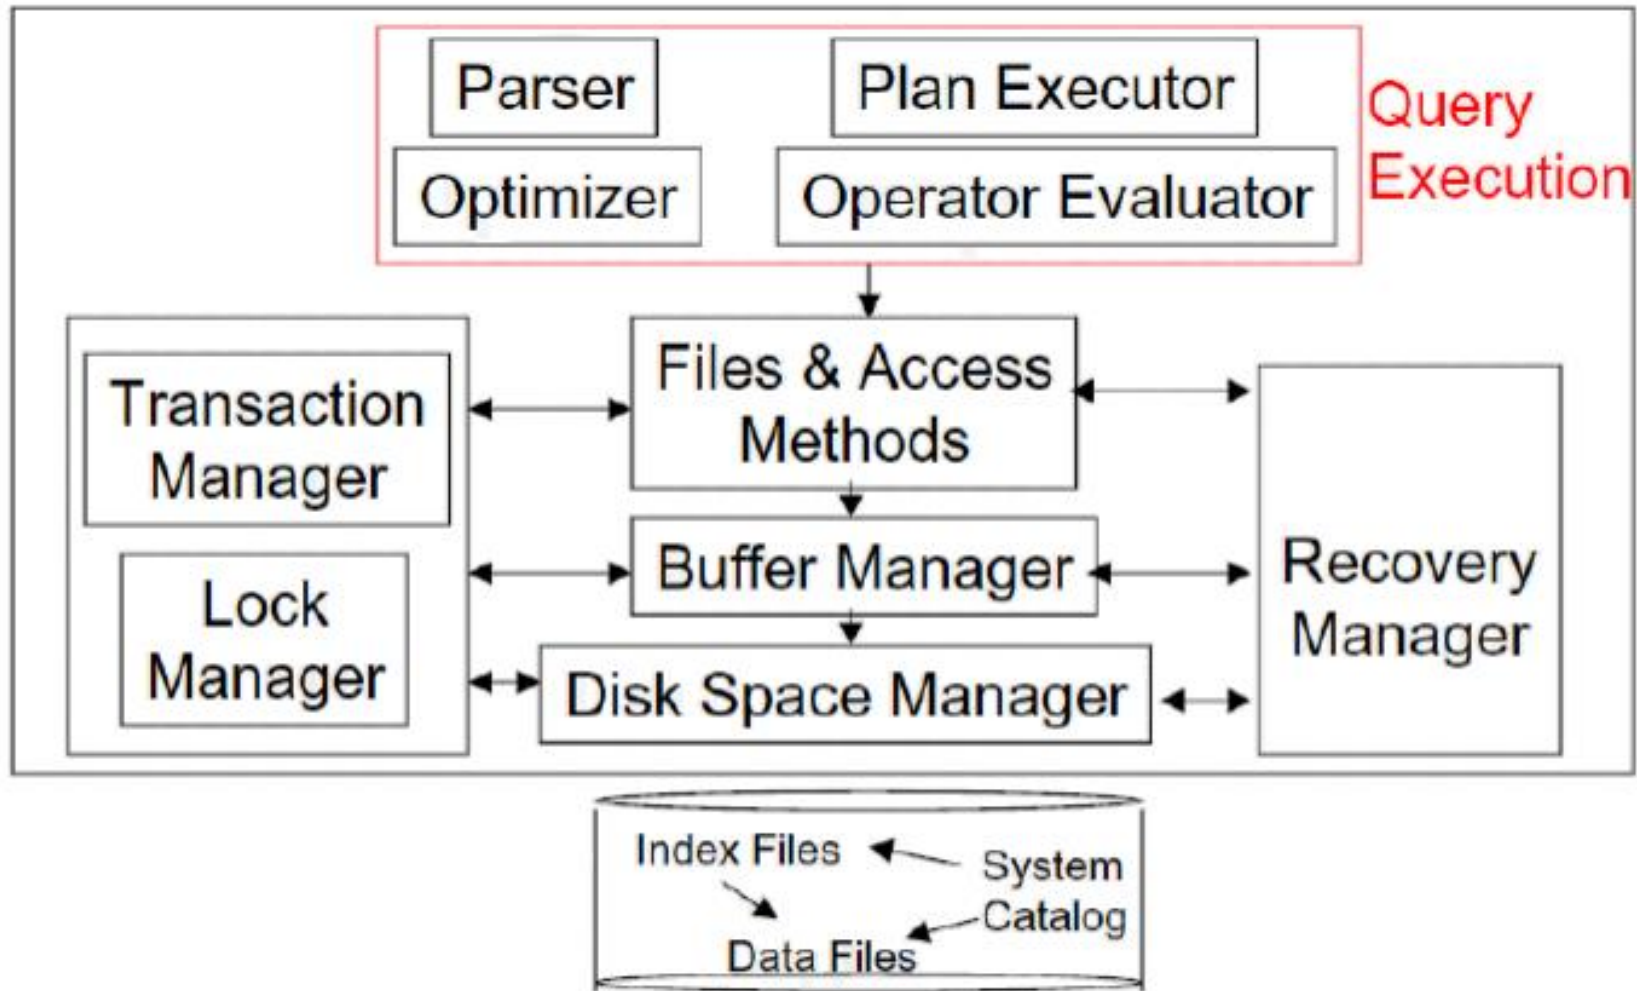 Parser
Plan Executor
Optimizer
Operator Evaluator
Query
Execution
Transaction
Manager
Files & Access
Methods
Lock
Manager
Buffer Manager
Recovery
Manager
Disk Space Manager
Index Files
System
Catalog
Data Files